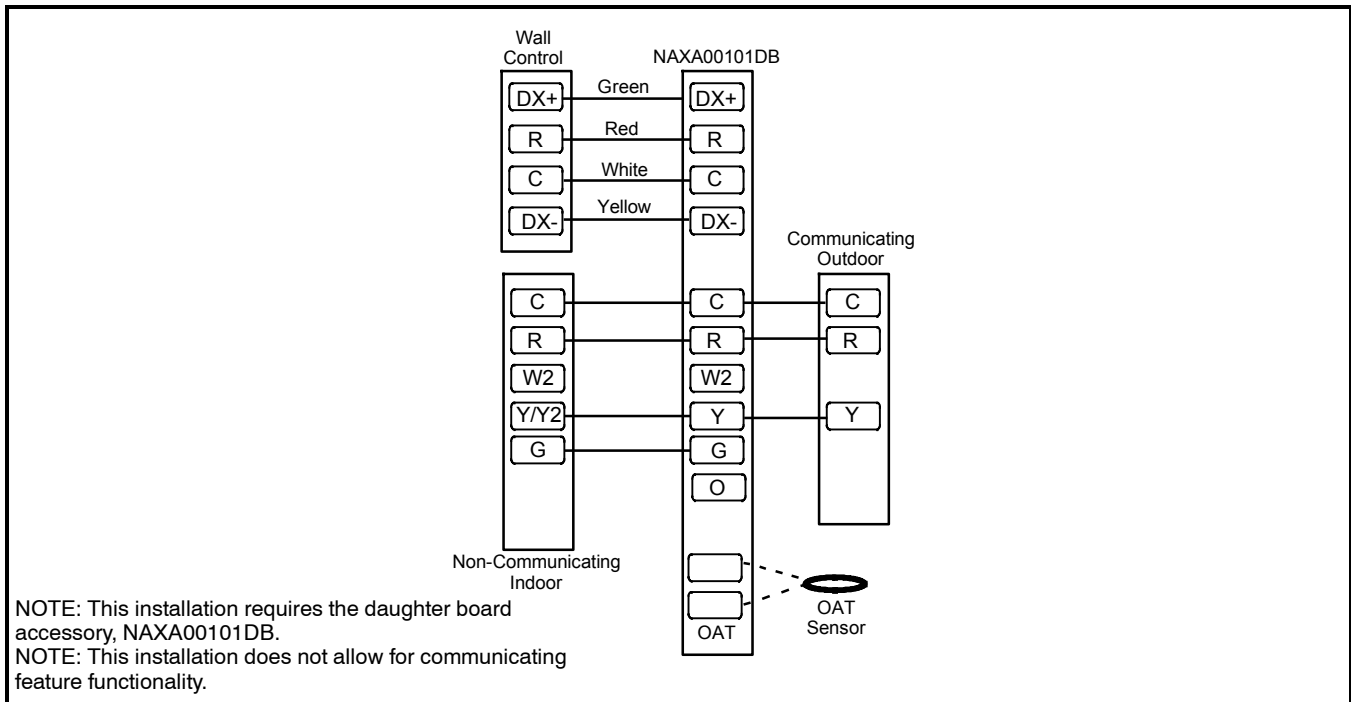 Wall
Control
NAXA00101DB
DX+ Green DX+
R Red R
C White C
DX- Yellow DX-
Communicating
Outdoor
C C C
R R R
W2 W2
Y/Y2 Y Y
G G
O
Non-Communicating
Indoor
OAT
OAT
Sensor
NOTE: This installation requires the daughter board
accessory, NAXA00101DB.
NOTE: This installation does not allow for communicating
feature functionality.